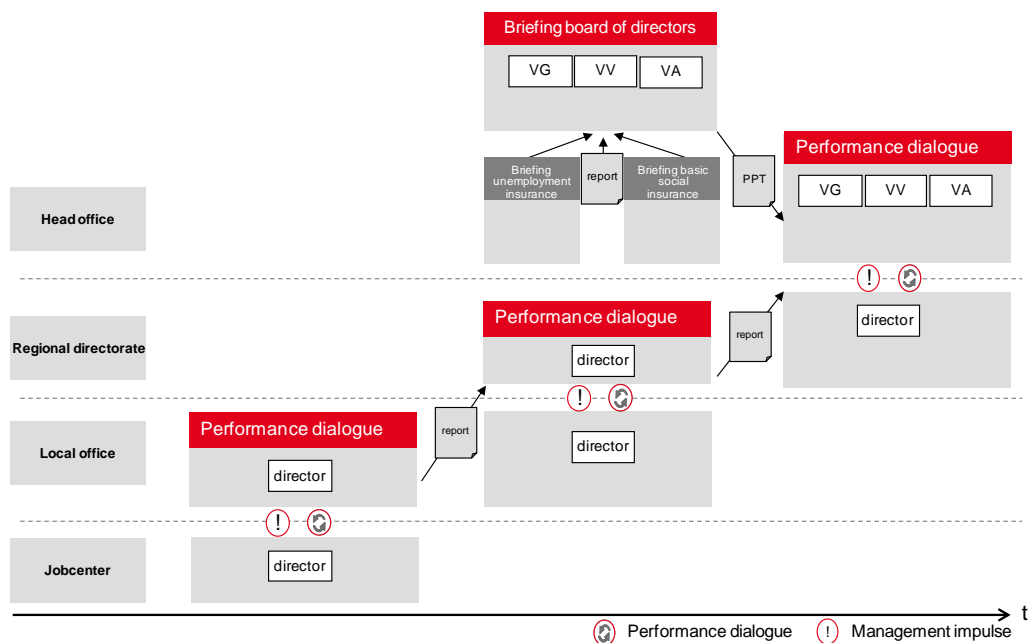 Briefing board of directors
VG
VV
VA
Performance dialogue
Briefing
unemployment
insurance
report
Briefing basic
social
insurance
PPT
VG
VV
VA
Head office
!
Performance dialogue
director
Regional directorate
director
report
!
Performance dialogue
report
director
Local office
director
!
director
Jobcenter
t
Performance dialogue
! Management impulse